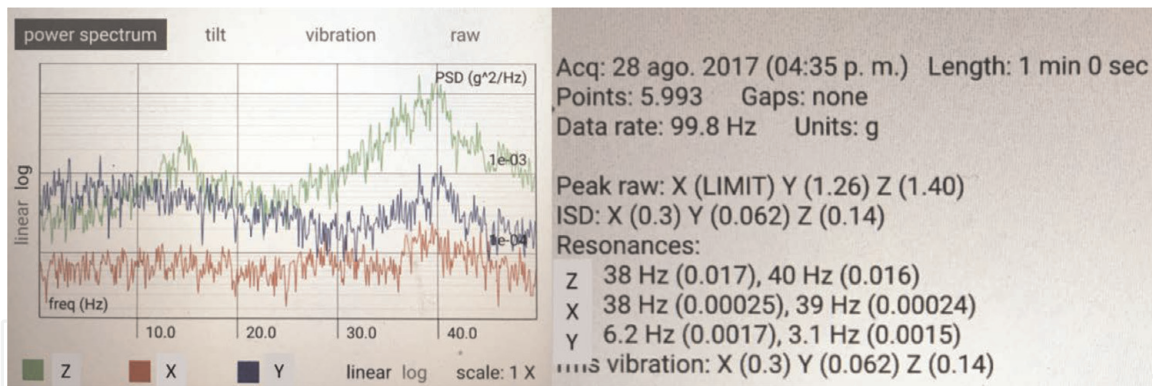 power spectrum tilt vibration raw
PSD (g^2/Hz)
1e-03
linear log
1e-04
freq (Hz)
10.0 20.0 30.0 40.0
Z X Y linear log scale: 1 X
Acq: 28 ago. 2017 (04:35 p. m.) Length: 1 min 0 sec
Points: 5.993 Gaps: none
Data rate: 99.8 Hz Units: g
Peak raw: X (LIMIT) Y (1.26) Z (1.40)
ISD: X (0.3) Y (0.062) Z (0.14)
Resonances:
Z 38 Hz (0.017), 40 Hz (0.016)
X 38 Hz (0.00025), 39 Hz (0.00024)
Y 6.2 Hz (0.0017), 3.1 Hz (0.0015)
vibration: X (0.3) Y (0.062) Z (0.14)